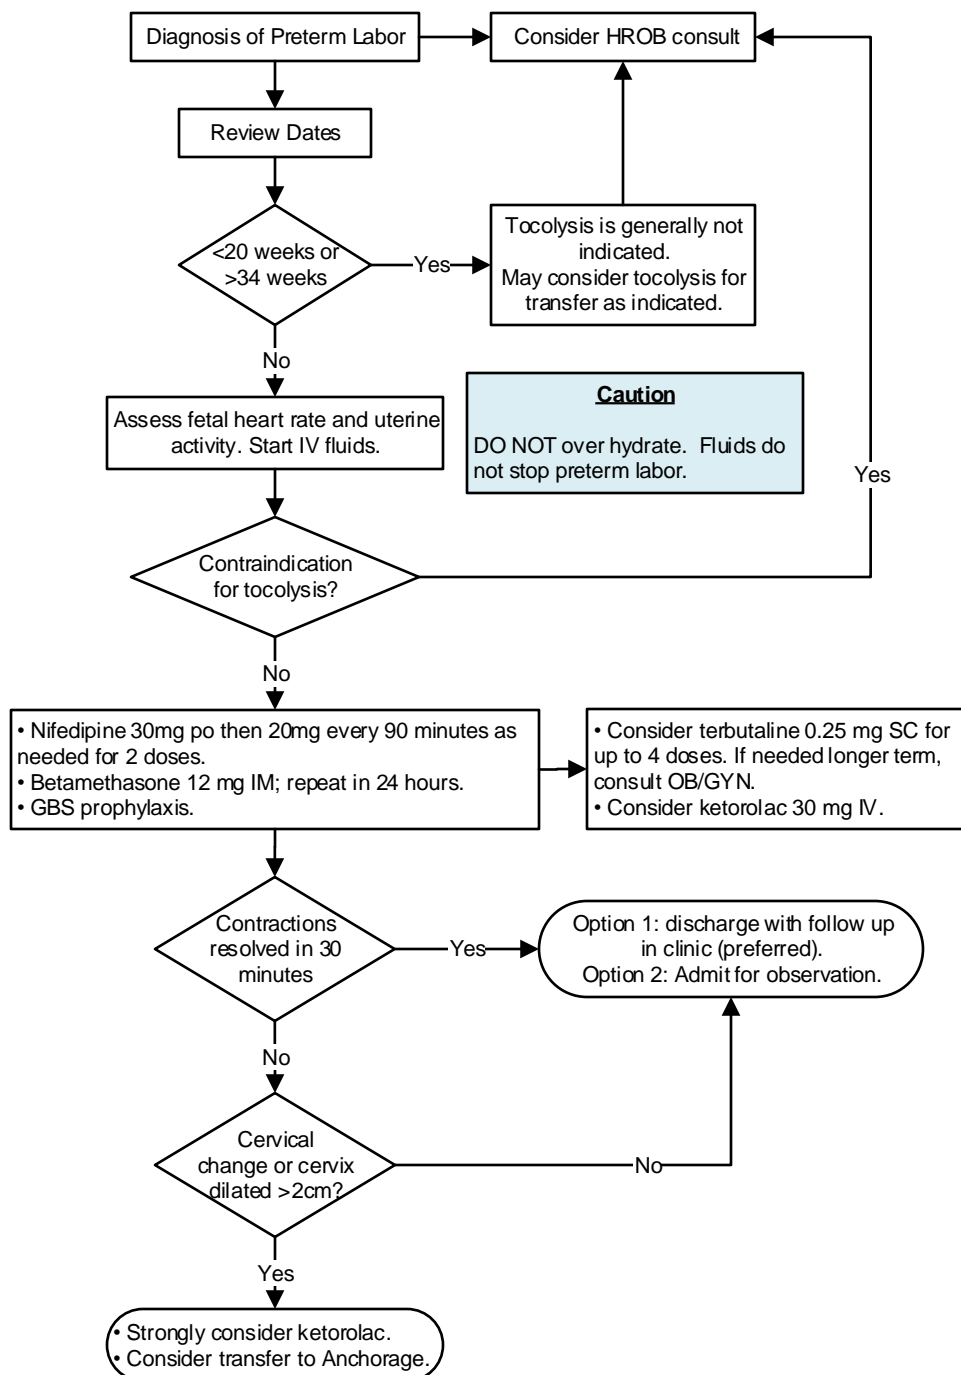 Diagnosis of Preterm Labor
Consider HROB consult
Review Dates
<20 weeks or
>34 weeks
Yes
Tocolysis is generally not
indicated.
May consider tocolysis for
transfer as indicated.
No
Assess fetal heart rate and uterine
activity. Start IV fluids.
Caution
DO NOT over hydrate.  Fluids do
not stop preterm labor.
Yes
Contraindication
for tocolysis?
No
• Nifedipine 30mg po then 20mg every 90 minutes as
needed for 2 doses.
• Betamethasone 12 mg IM; repeat in 24 hours.
• GBS prophylaxis.
• Consider terbutaline 0.25 mg SC for
up to 4 doses. If needed longer term,
consult OB/GYN.
• Consider ketorolac 30 mg IV.
Contractions
resolved in 30
minutes
Yes
Option 1: discharge with follow up
in clinic (preferred).
Option 2: Admit for observation.
No
Cervical
change or cervix
dilated >2cm?
No
Yes
• Strongly consider ketorolac.
• Consider transfer to Anchorage.